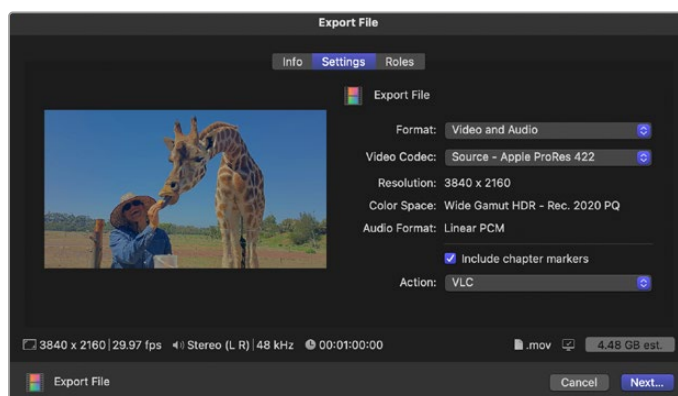 Export File
Info Settings Roles
Export File
Format: Video and Audio
Video Codec: Source - Apple ProRes 422
Resolution: 3840 x 2160
Color Space: Wide Gamut HDR - Rec. 2020 PQ
Audio Format: Linear PCM
Include chapter markers
Action: VLC
3840 x 2160 | 29.97 fps Stereo (L R) | 48 kHz 00:01:00:00 .mov 4.48 GB est.
Export File Cancel Next...